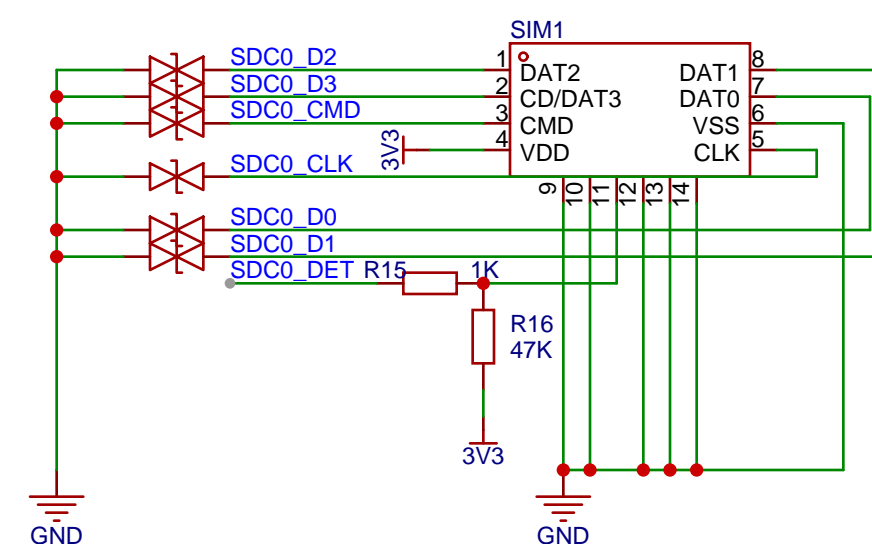 SIM1
SDC0_D2
SDC0_D3
SDC0_CMD
SDC0_CLK
SDC0_D0
SDC0_D1
SDC0_DET
3V3
1
2
3
4
DAT2
CD/DAT3
CMD
VDD
DAT1
DAT0
VSS
CLK
8
7
6
5
9
10
11
12
13
14
R15
1K
R16
47K
3V3
GND
GND